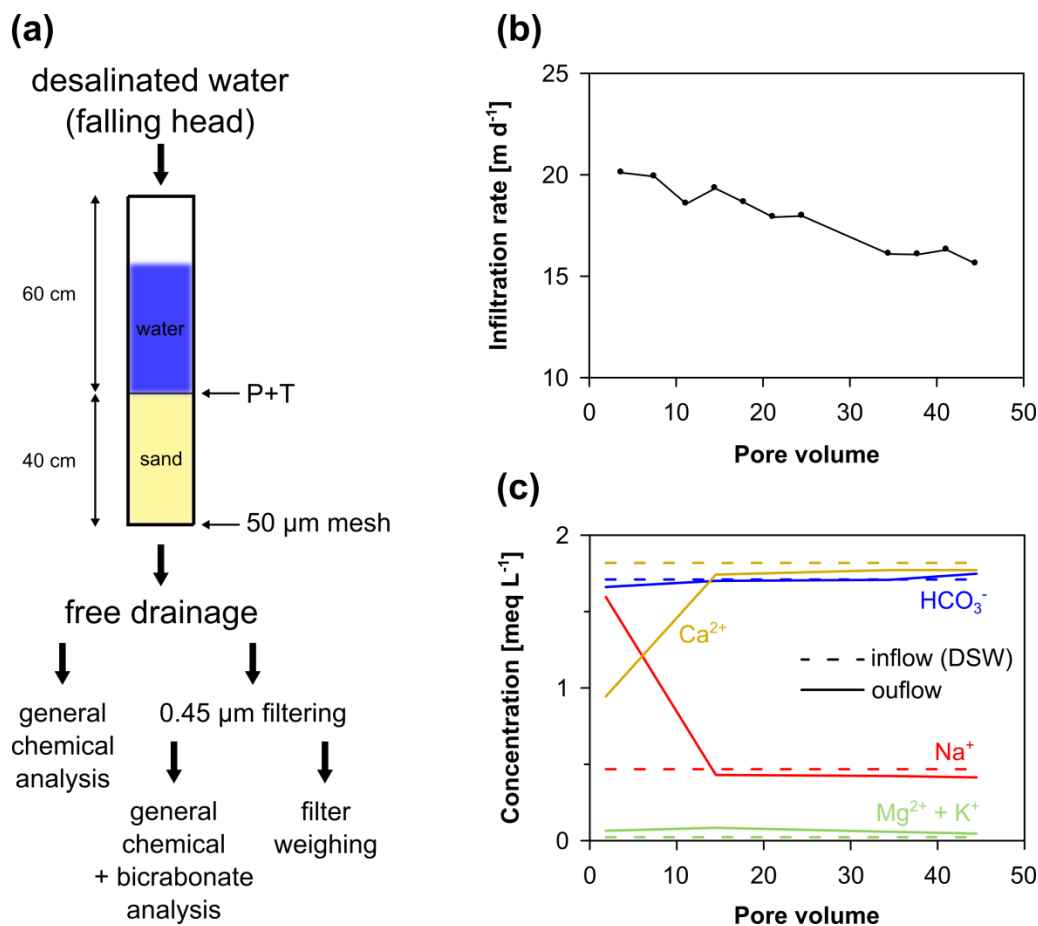 (a)
desalinated water
(falling head)
60 cm
water
P+T
40 cm
sand
50 µm mesh
free drainage
general
chemical
analysis
0.45 µm filtering
general
chemical
+ bicrabonate
analysis
filter
weighing
(b)
Infiltration rate [m d⁻¹]
25
20
15
10
0 10 20 30 40 50
Pore volume
(c)
Concentration [meq L⁻¹]
2
1
0
HCO₃⁻
Ca²⁺
inflow (DSW)
ouflow
Na⁺
Mg²⁺ + K⁺
0 10 20 30 40 50
Pore volume